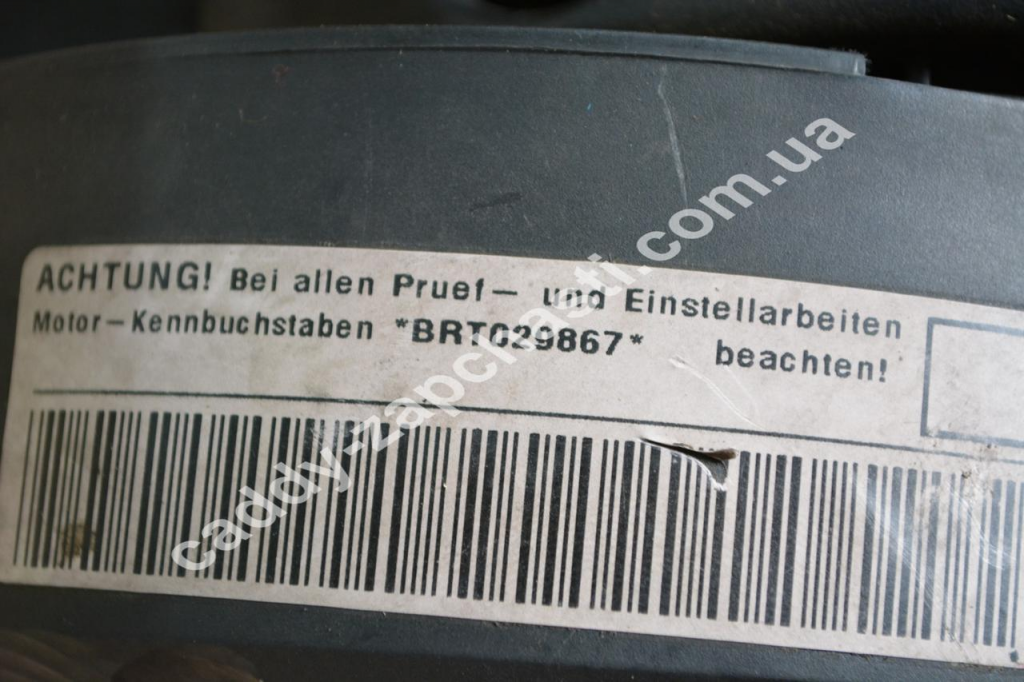 ACHTUNG! Bei allen Pruef- und Einstellarbeiten
Motor-Kennbuchstaben *BRT029867* beachten!
caddy-zapchasti.com.ua